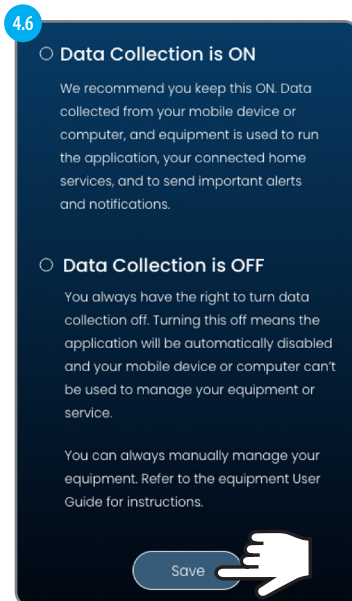 4.6
Data Collection is ON
We recommend you keep this ON. Data
collected from your mobile device or
computer, and equipment is used to run
the application, your connected home
services, and to send important alerts
and notifications.
Data Collection is OFF
You always have the right to turn data
collection off. Turning this off means the
application will be automatically disabled
and your mobile device or computer can’t
be used to manage your equipment or
service.
You can always manually manage your
equipment. Refer to the equipment User
Guide for instructions.
Save